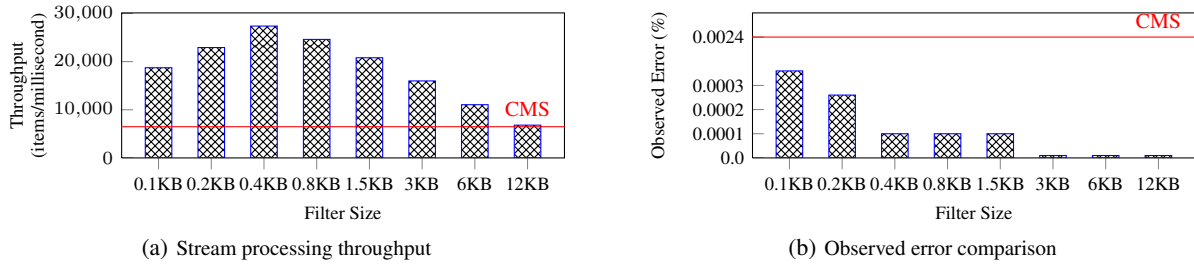 Throughput
(items/millisecond)
30,000
20,000
10,000
0
CMS
0.1KB 0.2KB 0.4KB 0.8KB 1.5KB 3KB 6KB 12KB
Filter Size
(a) Stream processing throughput
Observed Error (%)
0.0024
0.0003
0.0002
0.0001
0.0
CMS
0.1KB 0.2KB 0.4KB 0.8KB 1.5KB 3KB 6KB 12KB
Filter Size
(b) Observed error comparison